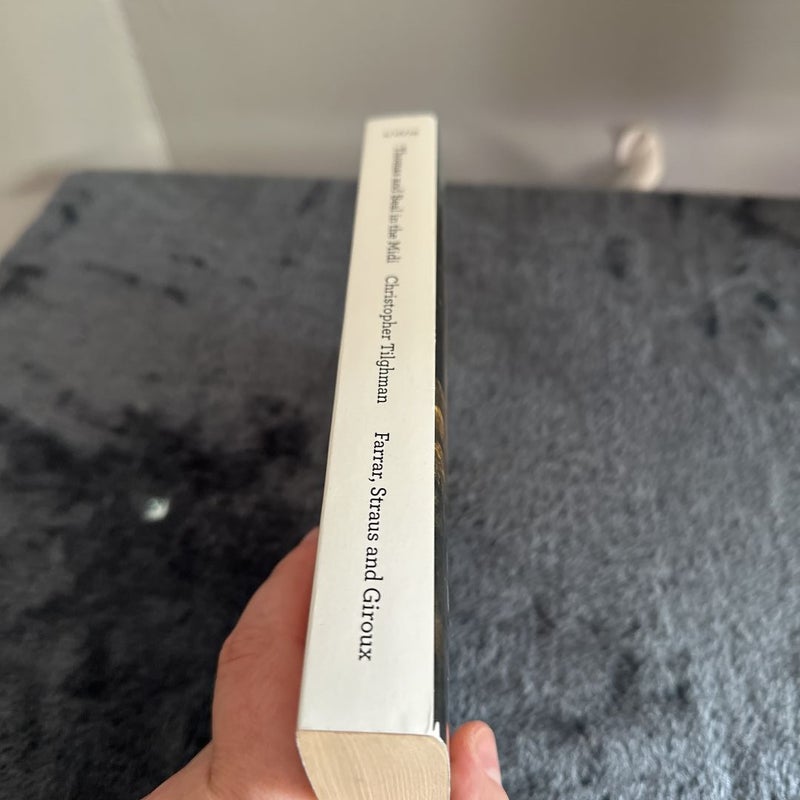 Thomas and Beal in the Midi Christopher Tilghman Farrar, Straus and Giroux